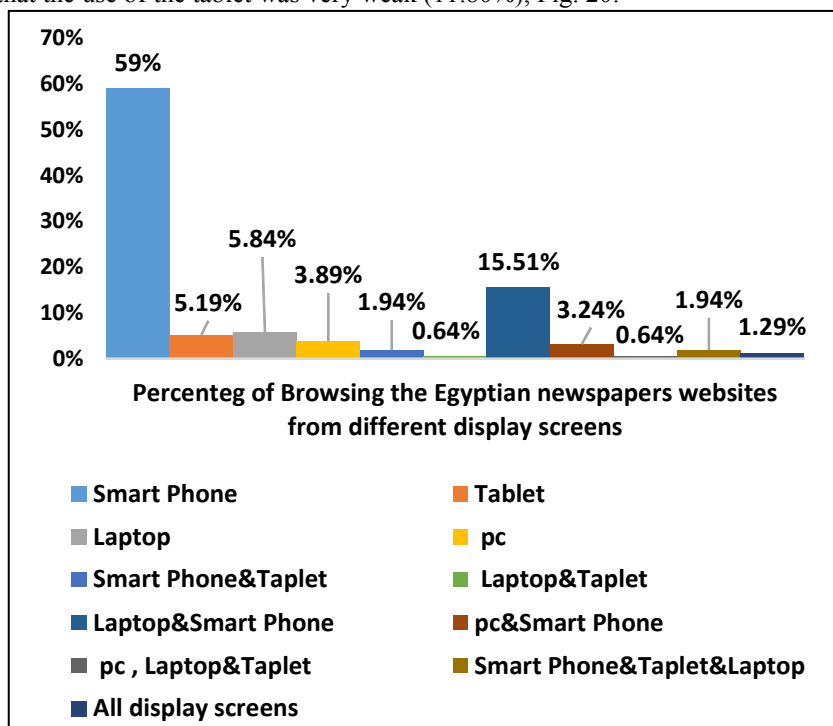 that the use of the tablet was very weak (11.80%), Fig. 20.
70%
59%
60%
50%
40%
30%
20%
10%
0%
5.19%
5.84%
3.89%
1.94%
0.64%
15.51%
3.24%
0.64%
1.94%
1.29%
Percenteg of Browsing the Egyptian newspapers websites
from different display screens
Smart Phone
Tablet
Laptop
pc
Smart Phone&Taplet
Laptop&Taplet
Laptop&Smart Phone
pc&Smart Phone
pc , Laptop&Taplet
Smart Phone&Taplet&Laptop
All display screens